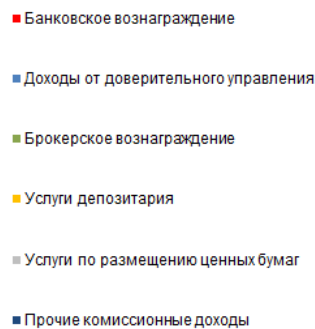 Банковское вознаграждение
Доходы от доверительного управления
Брокерское вознаграждение
Услуги депозитария
Услуги по размещению ценных бумаг
Прочие комиссионные доходы